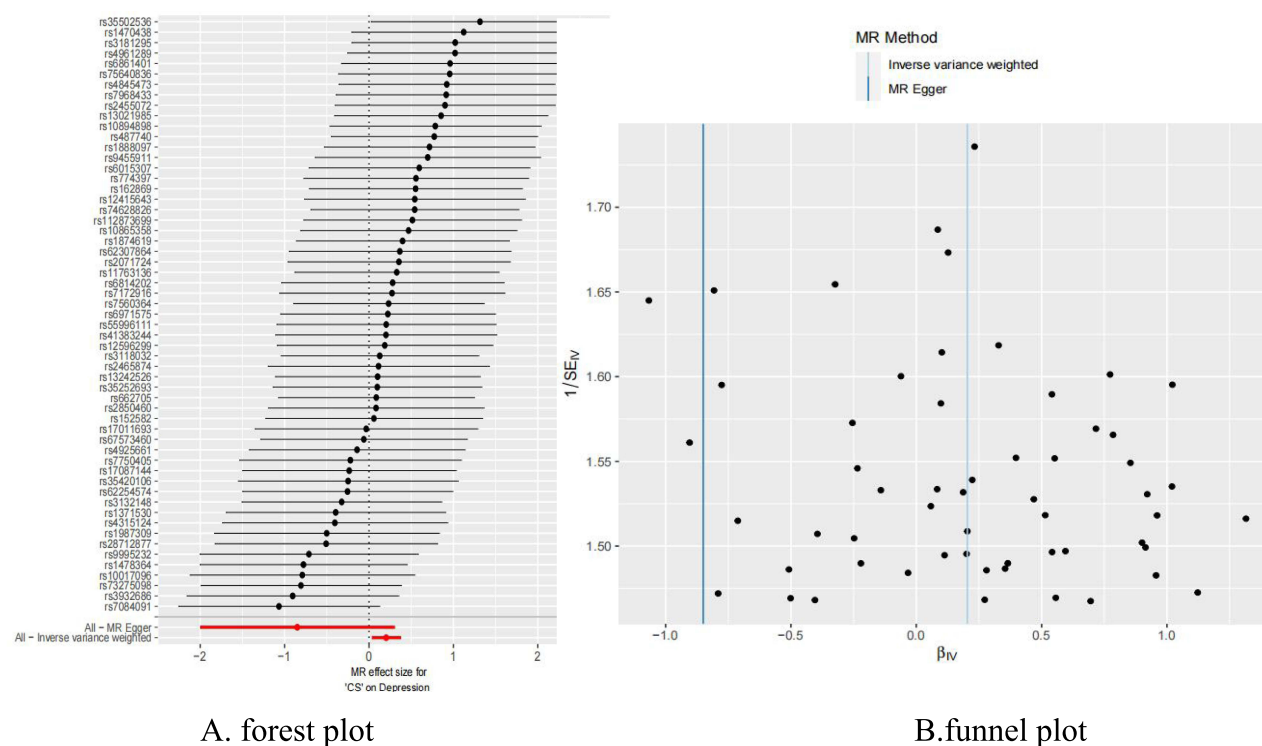 rs35502536
rs1470438
rs3181295
rs4961289
rs6861401
rs75640836
rs4845473
rs7968433
rs2455072
rs13021985
rs10894898
rs487740
rs1888097
rs9455911
rs6015307
rs774397
rs162869
rs12415643
rs74628826
rs112873699
rs10865358
rs1874619
rs62307864
rs2071724
rs11763136
rs6814202
rs7172916
rs7560364
rs6971575
rs55996111
rs41383244
rs12596299
rs3118032
rs2465874
rs13242526
rs35252693
rs662705
rs2850460
rs152582
rs17011693
rs67573460
rs4925661
rs7750405
rs17087144
rs35420106
rs62254574
rs3132148
rs1371530
rs4315124
rs1987309
rs28712877
rs9995232
rs1478364
rs10017096
rs73275098
rs3932686
rs7084091
All − MR Egger
All − Inverse variance weighted
−2 −1 0 1 2
MR effect size for
'CS' on Depression
A. forest plot
MR Method
Inverse variance weighted
MR Egger
1.70
1.65
1.60
1.55
1.50
1/SEIV
−1.0 −0.5 0.0 0.5 1.0
βIV
B.funnel plot